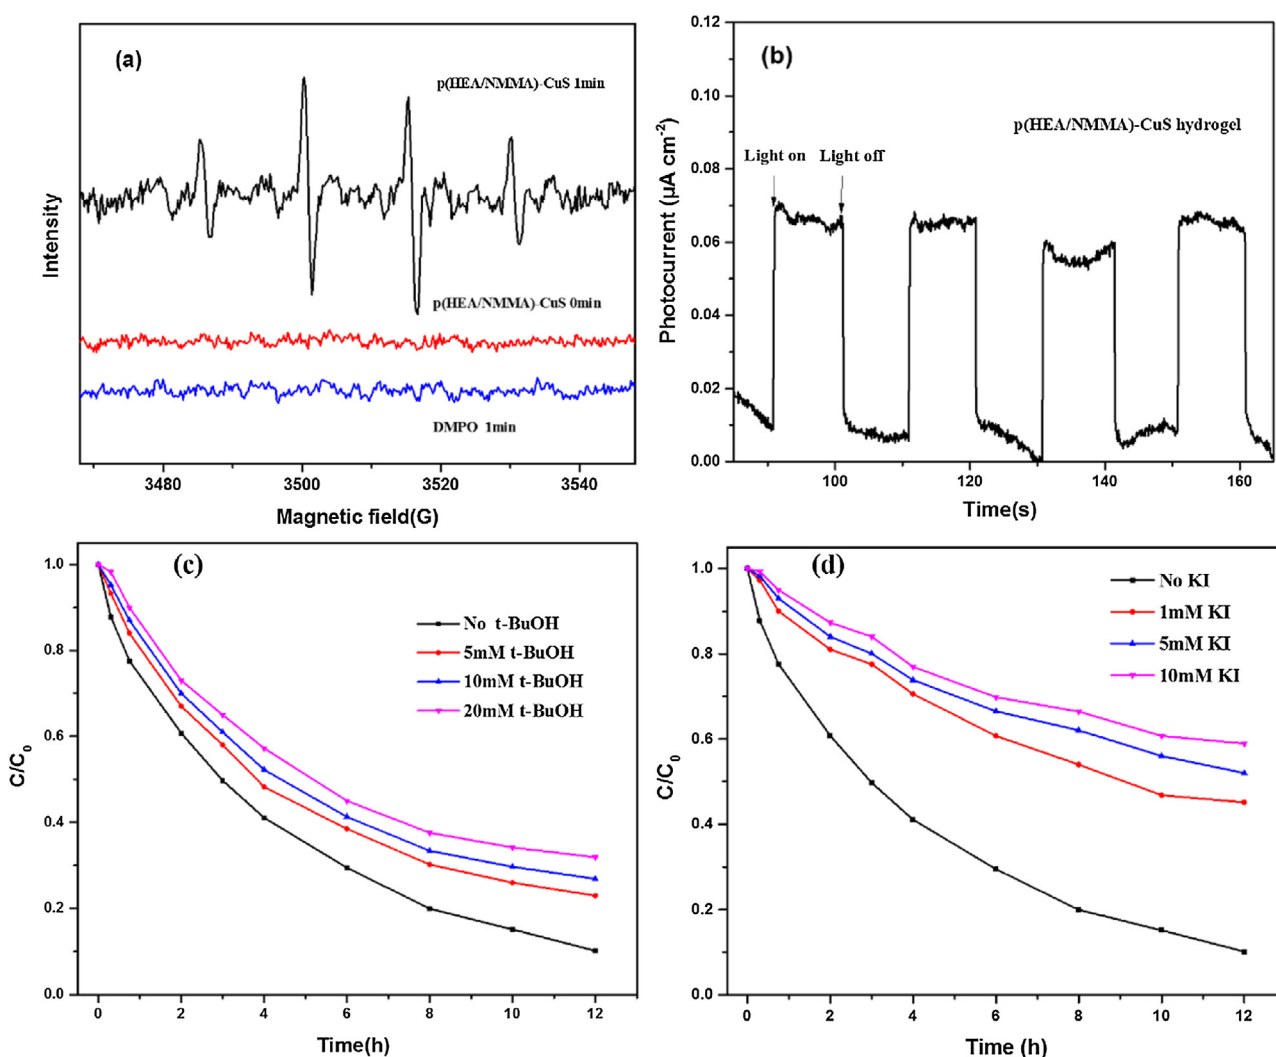 (a)
p(HEA/NMMA)-CuS 1min
p(HEA/NMMA)-CuS 0min
DMPO 1min
Intensity
3480 3500 3520 3540
Magnetic field(G)
(b)
p(HEA/NMMA)-CuS hydrogel
Light on Light off
Photocurrent (μA cm-2)
0.12
0.10
0.08
0.06
0.04
0.02
0.00
100 120 140 160
Time(s)
(c)
No t-BuOH
5mM t-BuOH
10mM t-BuOH
20mM t-BuOH
C/C0
1.0
0.8
0.6
0.4
0.2
0.0
0 2 4 6 8 10 12
Time(h)
(d)
No KI
1mM KI
5mM KI
10mM KI
C/C0
1.0
0.8
0.6
0.4
0.2
0.0
0 2 4 6 8 10 12
Time (h)